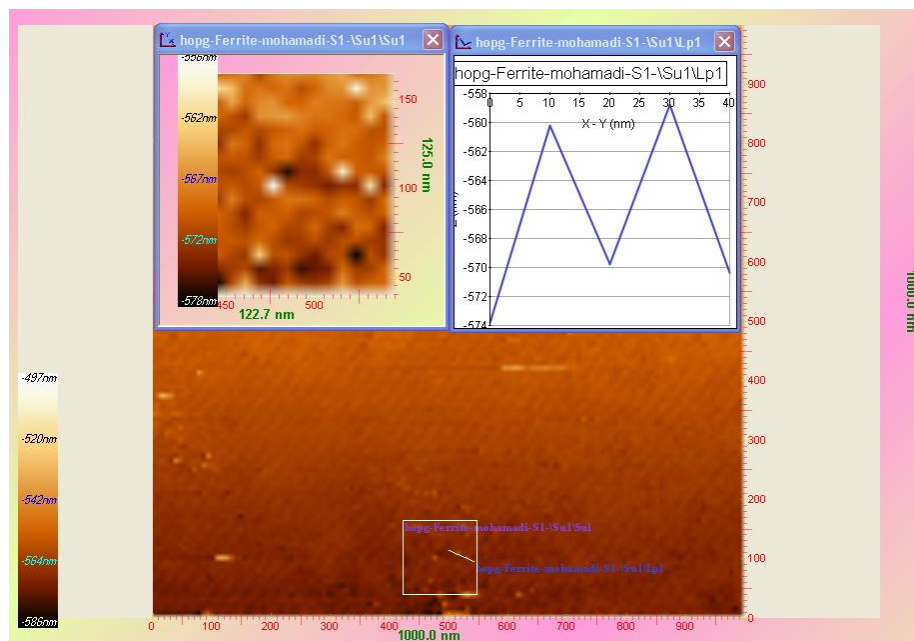 hopg-Ferrite-mohamadi-S1-\Su1\Su1
hopg-Ferrite-mohamadi-S1-\Su1\Lp1
-562nm
-567nm
-572nm
-578nm
150
100
50
125.0 nm
450
500
122.7 nm
hopg-Ferrite-mohamadi-S1-\Su1\Lp1
-558
-560
-562
-564
-566
-568
-570
-572
-574
0 5 10 15 20 25 30 35 40
X - Y (nm)
900
800
700
600
500
400
300
200
100
0
1000.0 nm
-497nm
-520nm
-542nm
-564nm
-586nm
hopg-Ferrite-mohamadi-S1-\Su1\Su1
hopg-Ferrite-mohamadi-S1-\Su1\Lp1
0 100 200 300 400 500 600 700 800 900
1000.0 nm